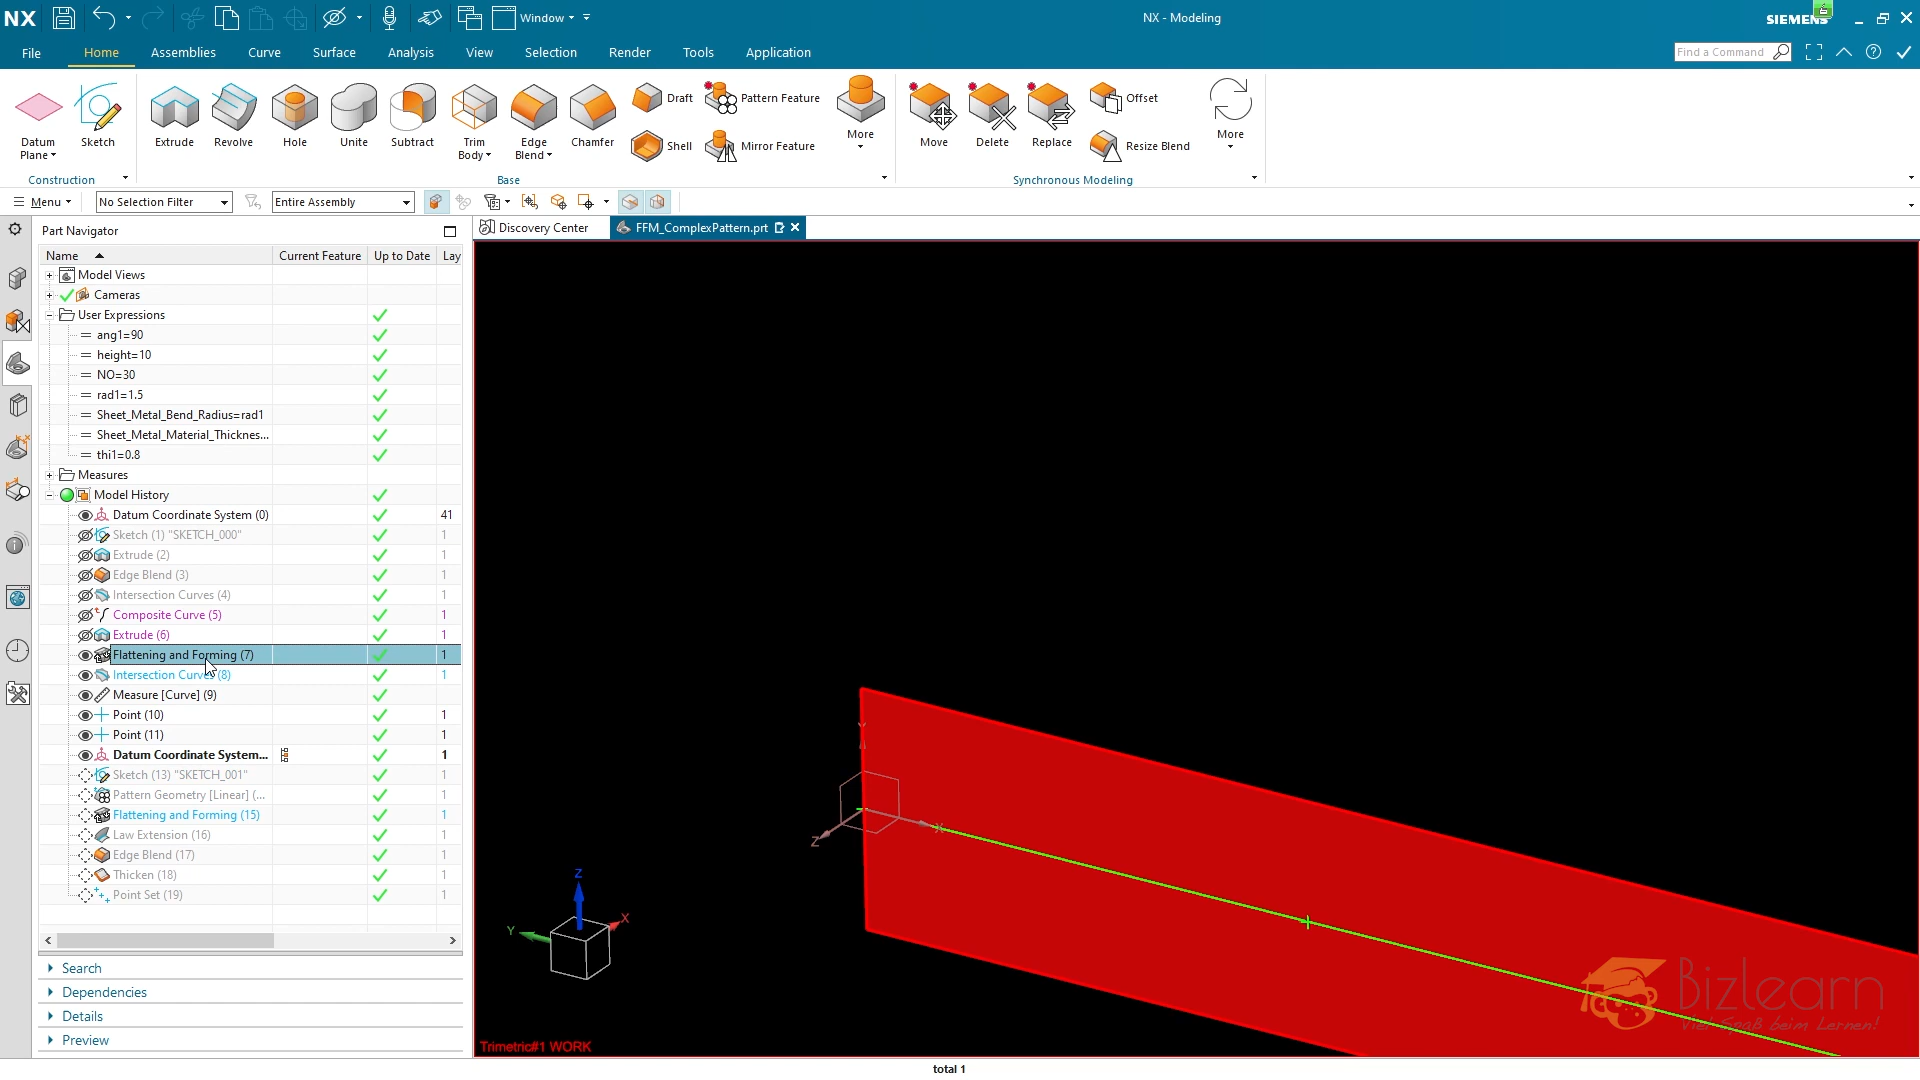 NX
Window
NX - Modeling
SIEMENS
File
Home
Assemblies
Curve
Surface
Analysis
View
Selection
Render
Tools
Application
Find a Command
Datum Plane
Sketch
Extrude
Revolve
Hole
Unite
Subtract
Trim Body
Edge Blend
Chamfer
Draft
Shell
Pattern Feature
Mirror Feature
More
Move
Delete
Replace
Offset
Resize Blend
More
Construction
Base
Synchronous Modeling
Menu
No Selection Filter
Entire Assembly
Part Navigator
Discovery Center
FFM_ComplexPattern.prt
Name Current Feature Up to Date Lay
Model Views
Cameras
User Expressions
ang1=90
height=10
NO=30
rad1=1.5
Sheet_Metal_Bend_Radius=rad1
Sheet_Metal_Material_Thicknes...
thi1=0.8
Measures
Model History
Datum Coordinate System (0) 41
Sketch (1) "SKETCH_000" 1
Extrude (2) 1
Edge Blend (3) 1
Intersection Curves (4) 1
Composite Curve (5) 1
Extrude (6) 1
Flattening and Forming (7) 1
Intersection Curves (8) 1
Measure [Curve] (9)
Point (10) 1
Point (11) 1
Datum Coordinate System... 1
Sketch (13) "SKETCH_001" 1
Pattern Geometry [Linear] (... 1
Flattening and Forming (15) 1
Law Extension (16) 1
Edge Blend (17) 1
Thicken (18) 1
Point Set (19) 1
Search
Dependencies
Details
Preview
Y
X
Z
Z
X
Y
Bizlearn
Viel Spaß beim Lernen!
Trimetric#1 WORK
total 1